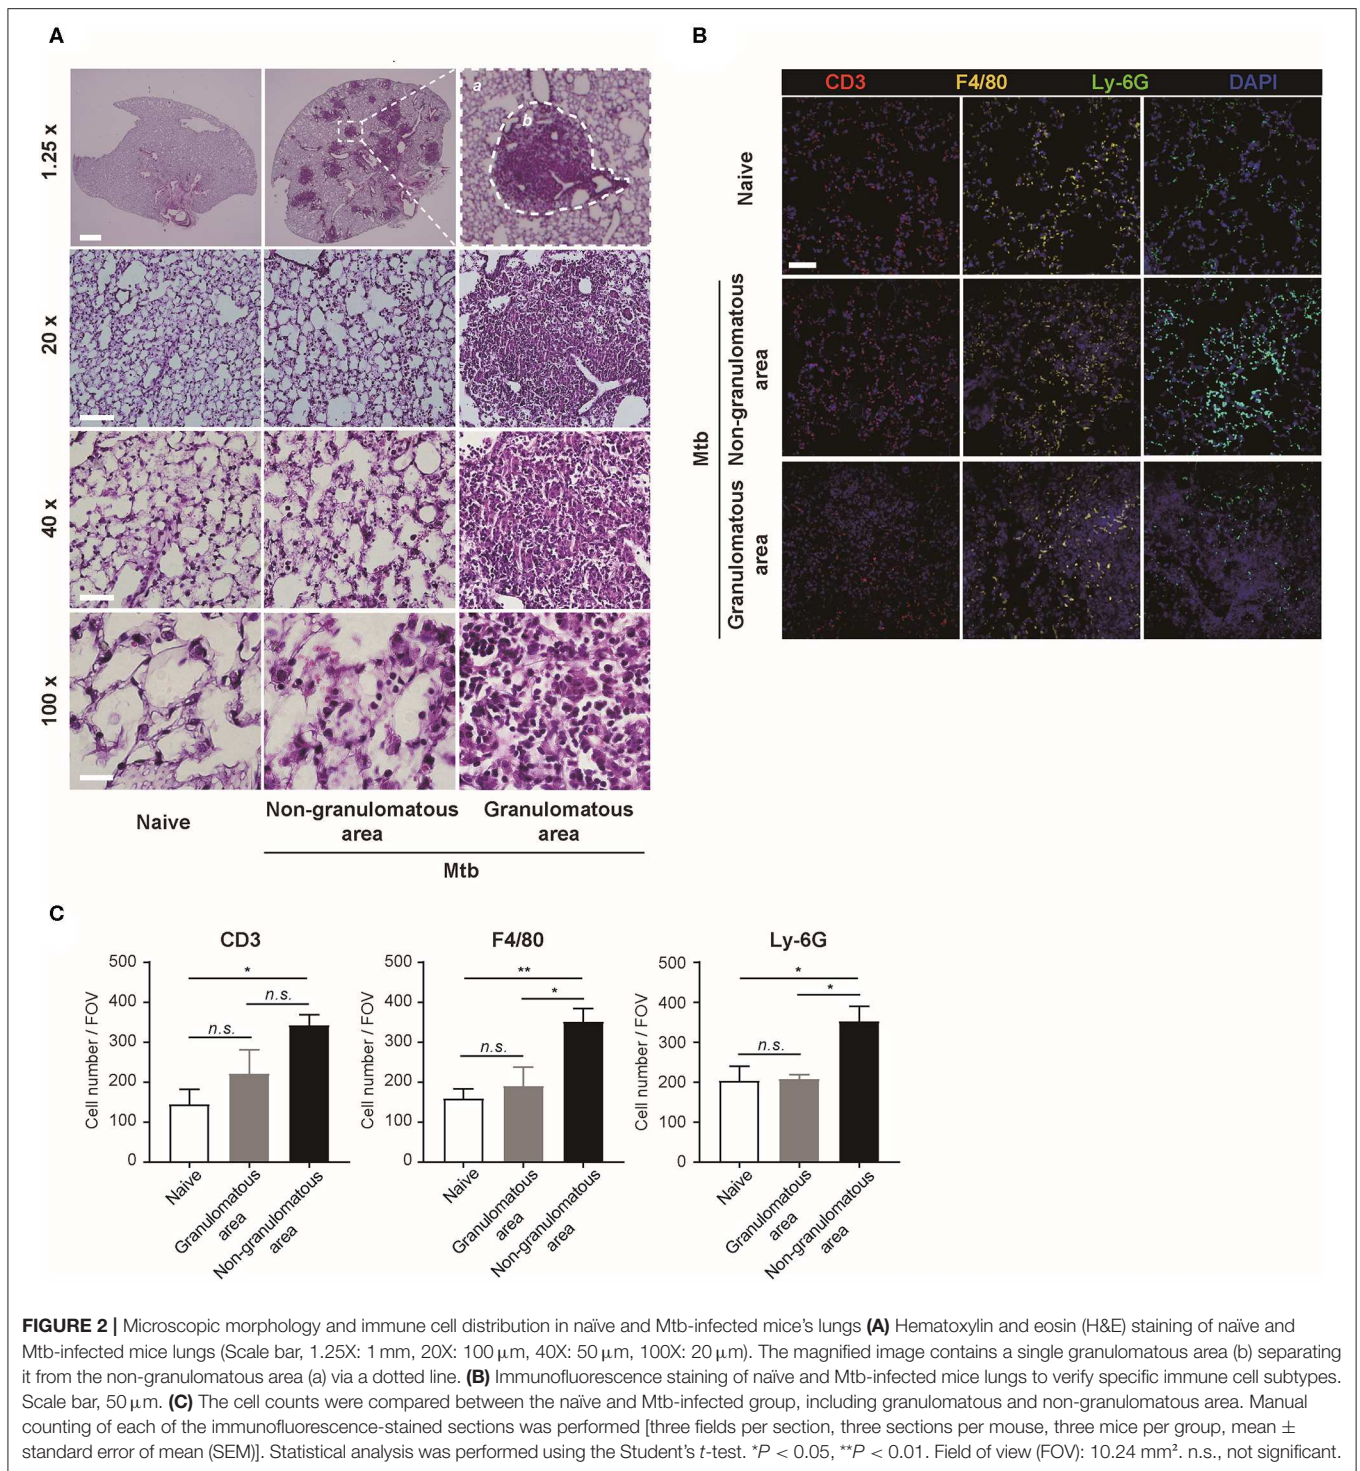 A
B
1.25 x
20 x
40 x
100 x
a
b
Naive
Non-granulomatous
area
Granulomatous
area
Mtb
CD3
F4/80
Ly-6G
DAPI
Naive
Non-granulomatous
area
Granulomatous
area
Mtb
C
CD3
Cell number / FOV
500
400
300
200
100
0
*
n.s.
n.s.
Naive
Granulomatous
area
Non-granulomatous
area
F4/80
Cell number / FOV
500
400
300
200
100
0
**
*
n.s.
Naive
Granulomatous
area
Non-granulomatous
area
Ly-6G
Cell number / FOV
500
400
300
200
100
0
*
*
n.s.
Naive
Granulomatous
area
Non-granulomatous
area
FIGURE 2 | Microscopic morphology and immune cell distribution in naïve and Mtb-infected mice's lungs (A) Hematoxylin and eosin (H&E) staining of naïve and
Mtb-infected mice lungs (Scale bar, 1.25X: 1 mm, 20X: 100 μm, 40X: 50 μm, 100X: 20 μm). The magnified image contains a single granulomatous area (b) separating
it from the non-granulomatous area (a) via a dotted line. (B) Immunofluorescence staining of naïve and Mtb-infected mice lungs to verify specific immune cell subtypes.
Scale bar, 50 μm. (C) The cell counts were compared between the naïve and Mtb-infected group, including granulomatous and non-granulomatous area. Manual
counting of each of the immunofluorescence-stained sections was performed [three fields per section, three sections per mouse, three mice per group, mean ±
standard error of mean (SEM)]. Statistical analysis was performed using the Student's t-test. *P < 0.05, **P < 0.01. Field of view (FOV): 10.24 mm². n.s., not significant.